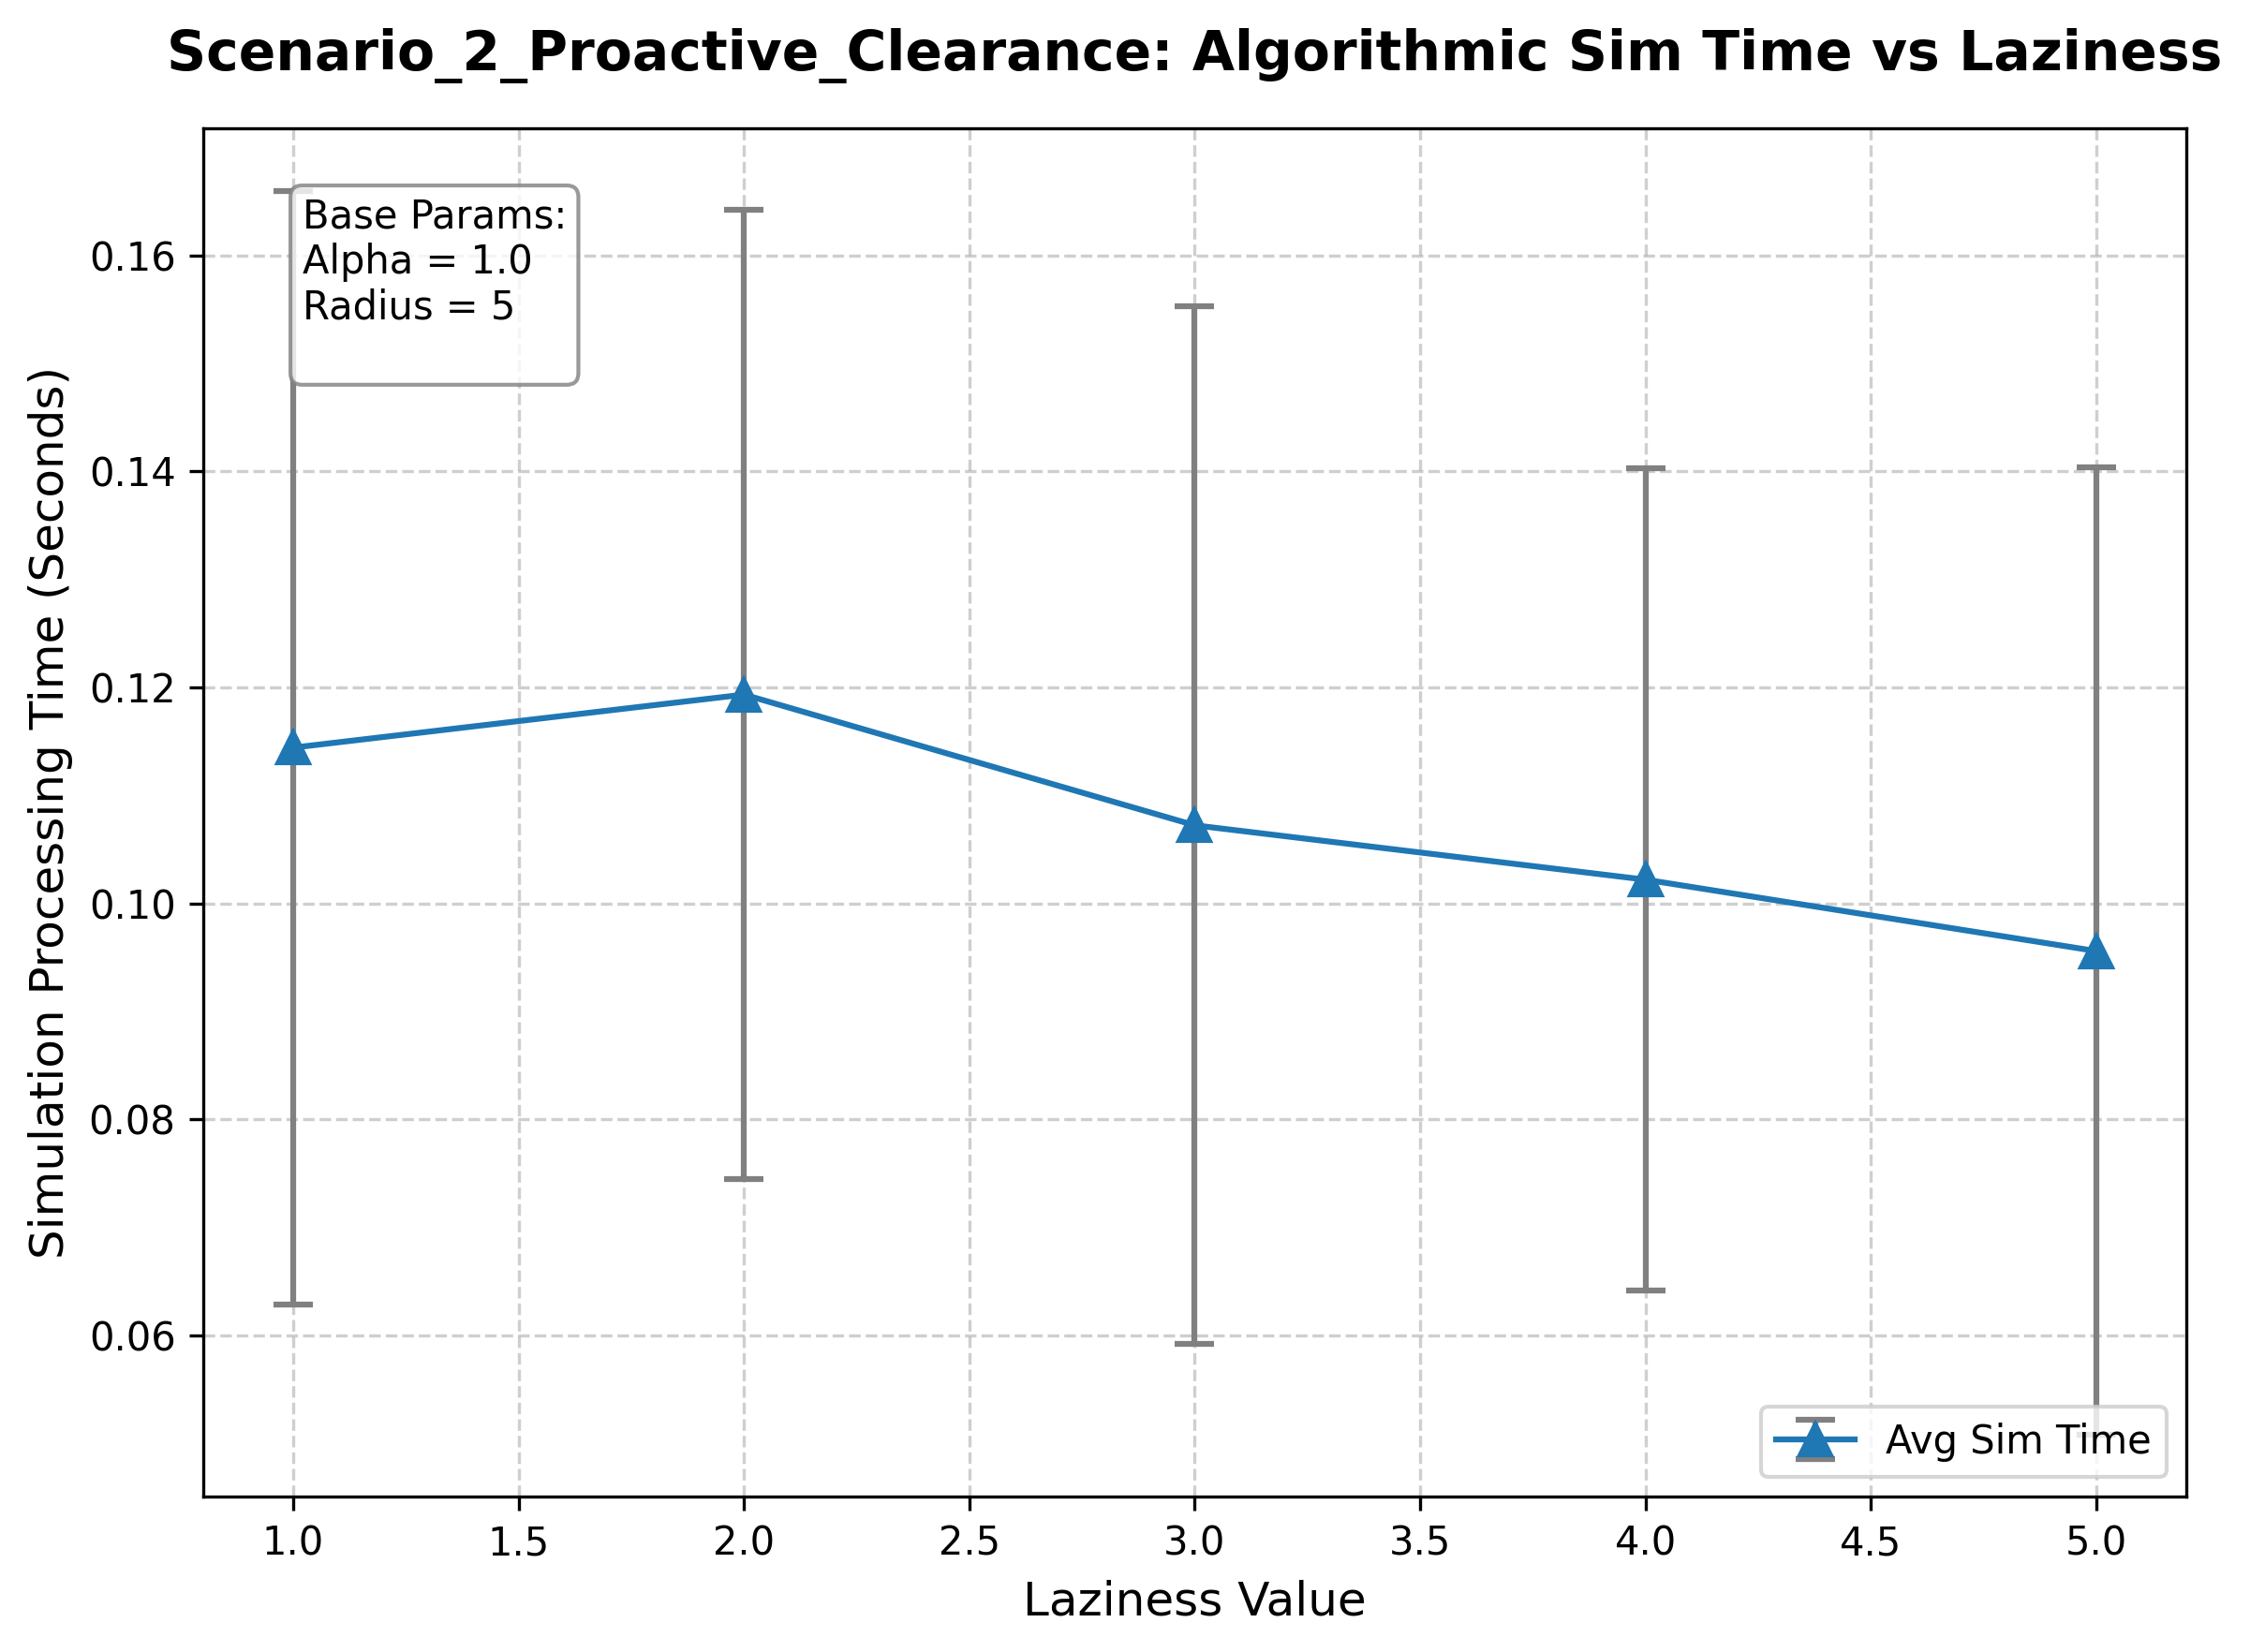 Scenario_2_Proactive_Clearance: Algorithmic Sim Time vs Laziness
Base Params:
Alpha = 1.0
Radius = 5
Simulation Processing Time (Seconds)
0.16
0.14
0.12
0.10
0.08
0.06
Avg Sim Time
1.0 1.5 2.0 2.5 3.0 3.5 4.0 4.5 5.0
Laziness Value